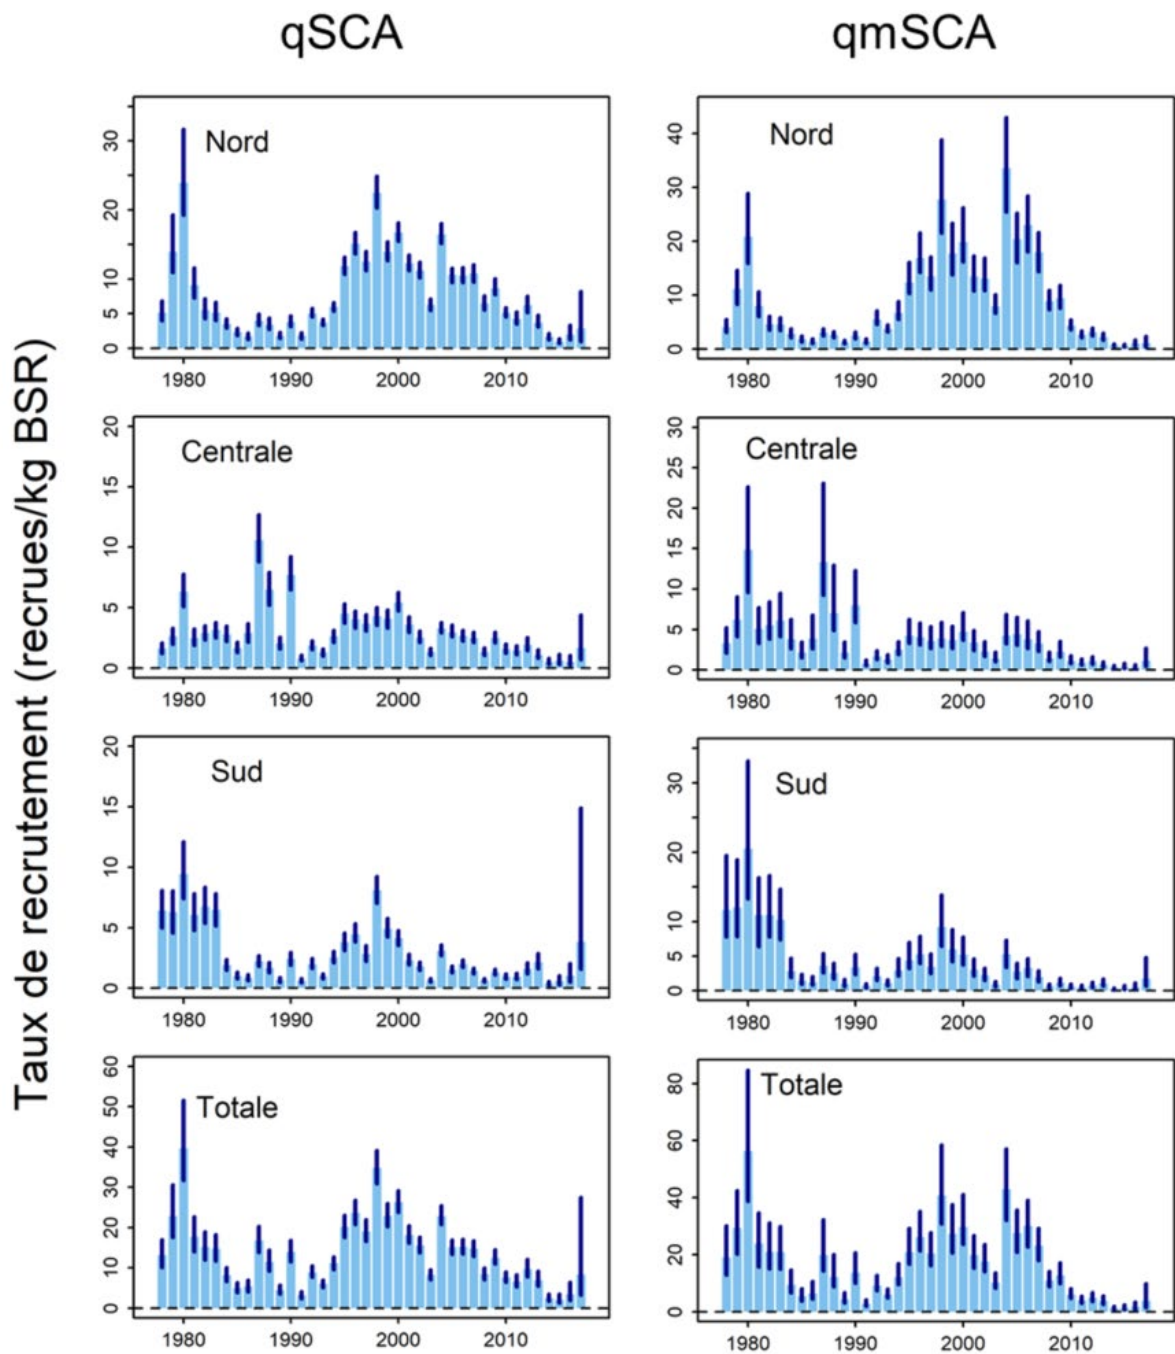 qSCA
qmSCA
Taux de recrutement (recrues/kg BSR)
Nord
0 5 10 20 30
1980 1990 2000 2010
Nord
0 10 20 30 40
1980 1990 2000 2010
Centrale
0 5 10 15 20
1980 1990 2000 2010
Centrale
0 5 10 15 20 25 30
1980 1990 2000 2010
Sud
0 5 10 15 20
1980 1990 2000 2010
Sud
0 5 10 20 30
1980 1990 2000 2010
Totale
0 10 20 30 40 50 60
1980 1990 2000 2010
Totale
0 20 40 60 80
1980 1990 2000 2010